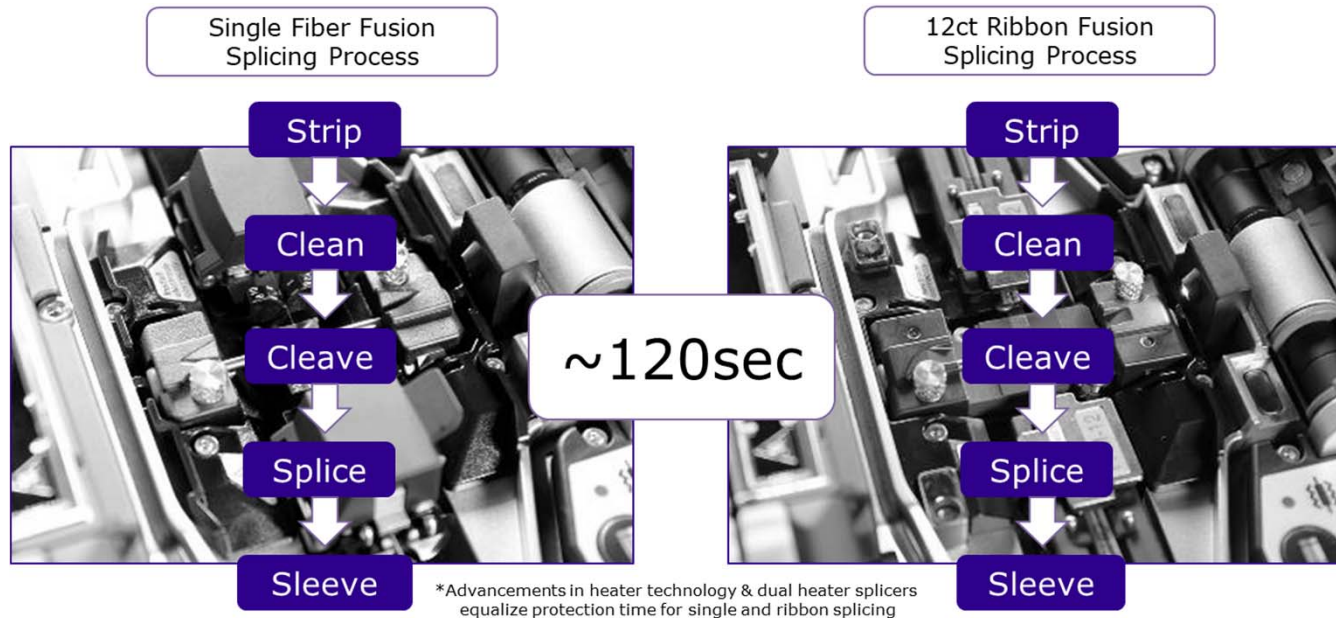 Single Fiber Fusion
Splicing Process
Strip
Clean
Cleave
Splice
Sleeve
~120sec
12ct Ribbon Fusion
Splicing Process
Strip
Clean
Cleave
Splice
Sleeve
*Advancements in heater technology & dual heater splicers
equalize protection time for single and ribbon splicing